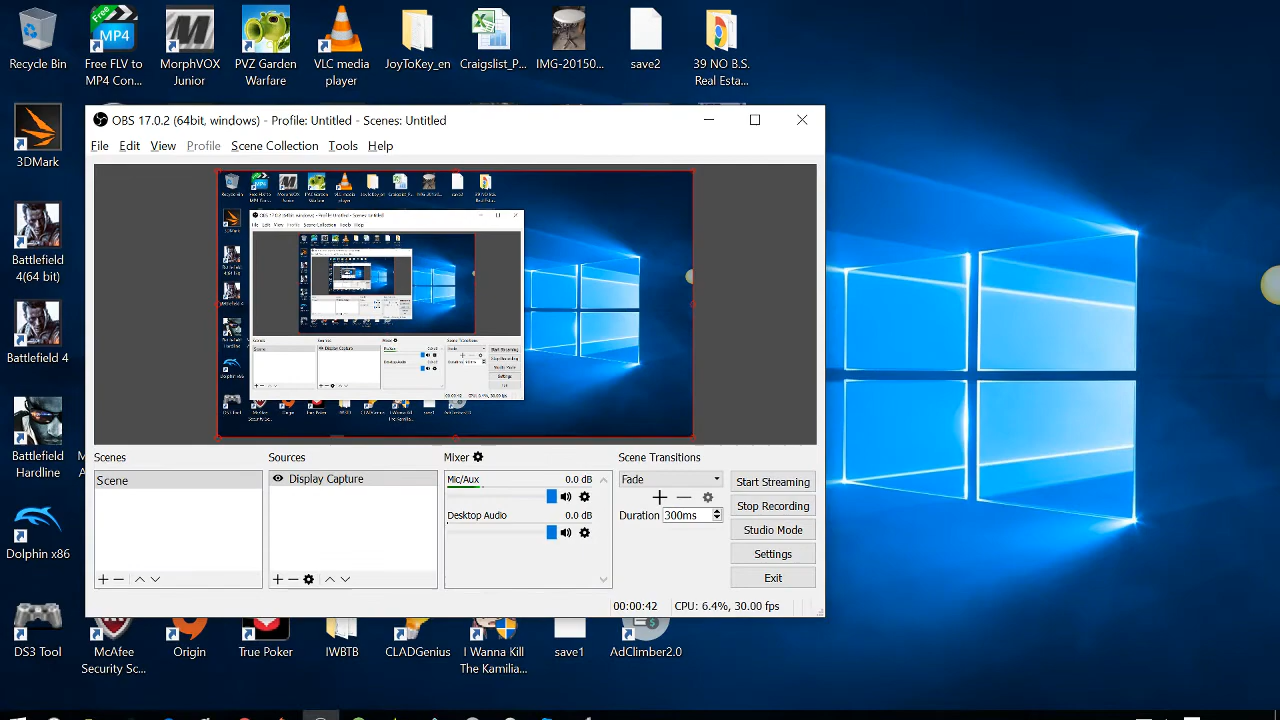 Recycle Bin
Free FLV to
MP4 Con...
MorphVOX
Junior
PVZ Garden
Warfare
VLC media
player
JoyToKey_en
Craigslist_P...
IMG-20150...
save2
39 NO B.S.
Real Esta...
3DMark
Battlefield
4(64 bit)
Battlefield 4
Battlefield
Hardline
Dolphin x86
OBS 17.0.2 (64bit, windows) - Profile: Untitled - Scenes: Untitled
File Edit View Profile Scene Collection Tools Help
Scenes
Scene
Sources
Display Capture
Mixer
Mic/Aux 0.0 dB
Desktop Audio 0.0 dB
Scene Transitions
Fade
Duration 300ms
Start Streaming
Stop Recording
Studio Mode
Settings
Exit
00:00:42 CPU: 6.4%, 30.00 fps
DS3 Tool
McAfee
Security Sc...
Origin
True Poker
IWBTB
CLADGenius
I Wanna Kill
The Kamilia...
save1
AdClimber2.0